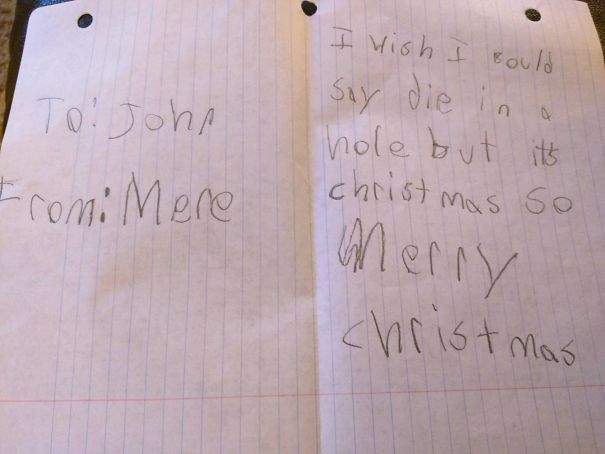 To: John
From: Mere
I wish I could
say die in a
hole but its
christmas so
Merry
christmas